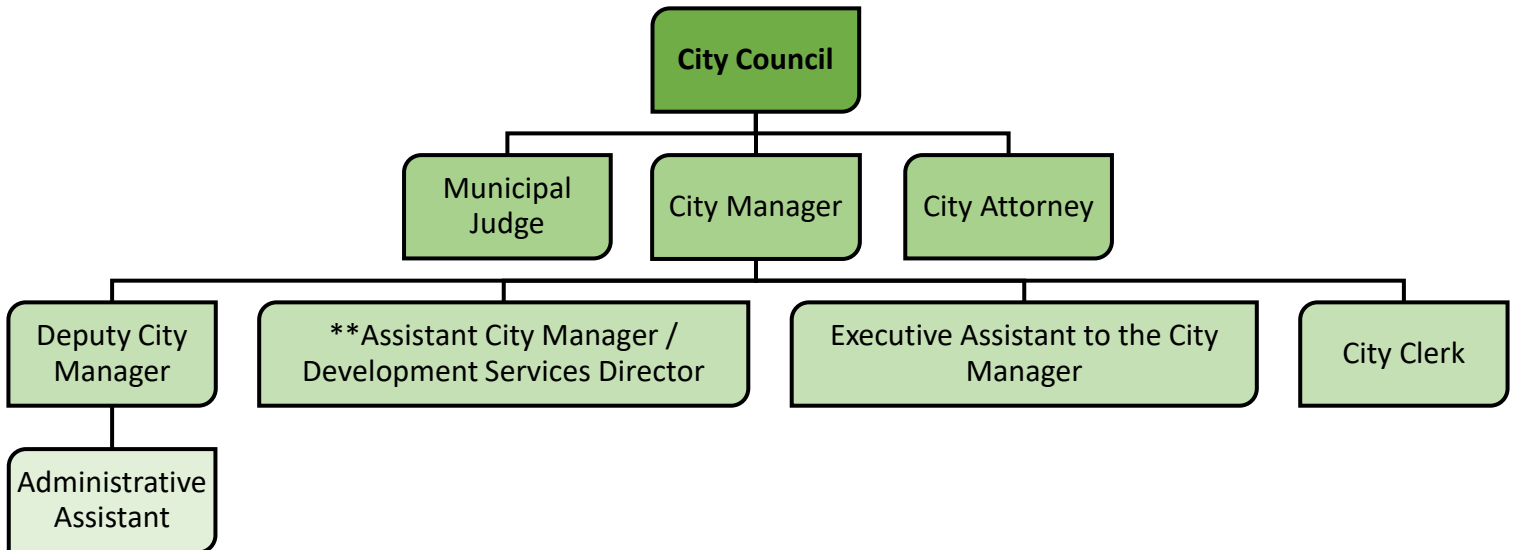 City Council
Municipal
Judge
City Manager
City Attorney
Deputy City
Manager
**Assistant City Manager /
Development Services Director
Executive Assistant to the City
Manager
City Clerk
Administrative
Assistant